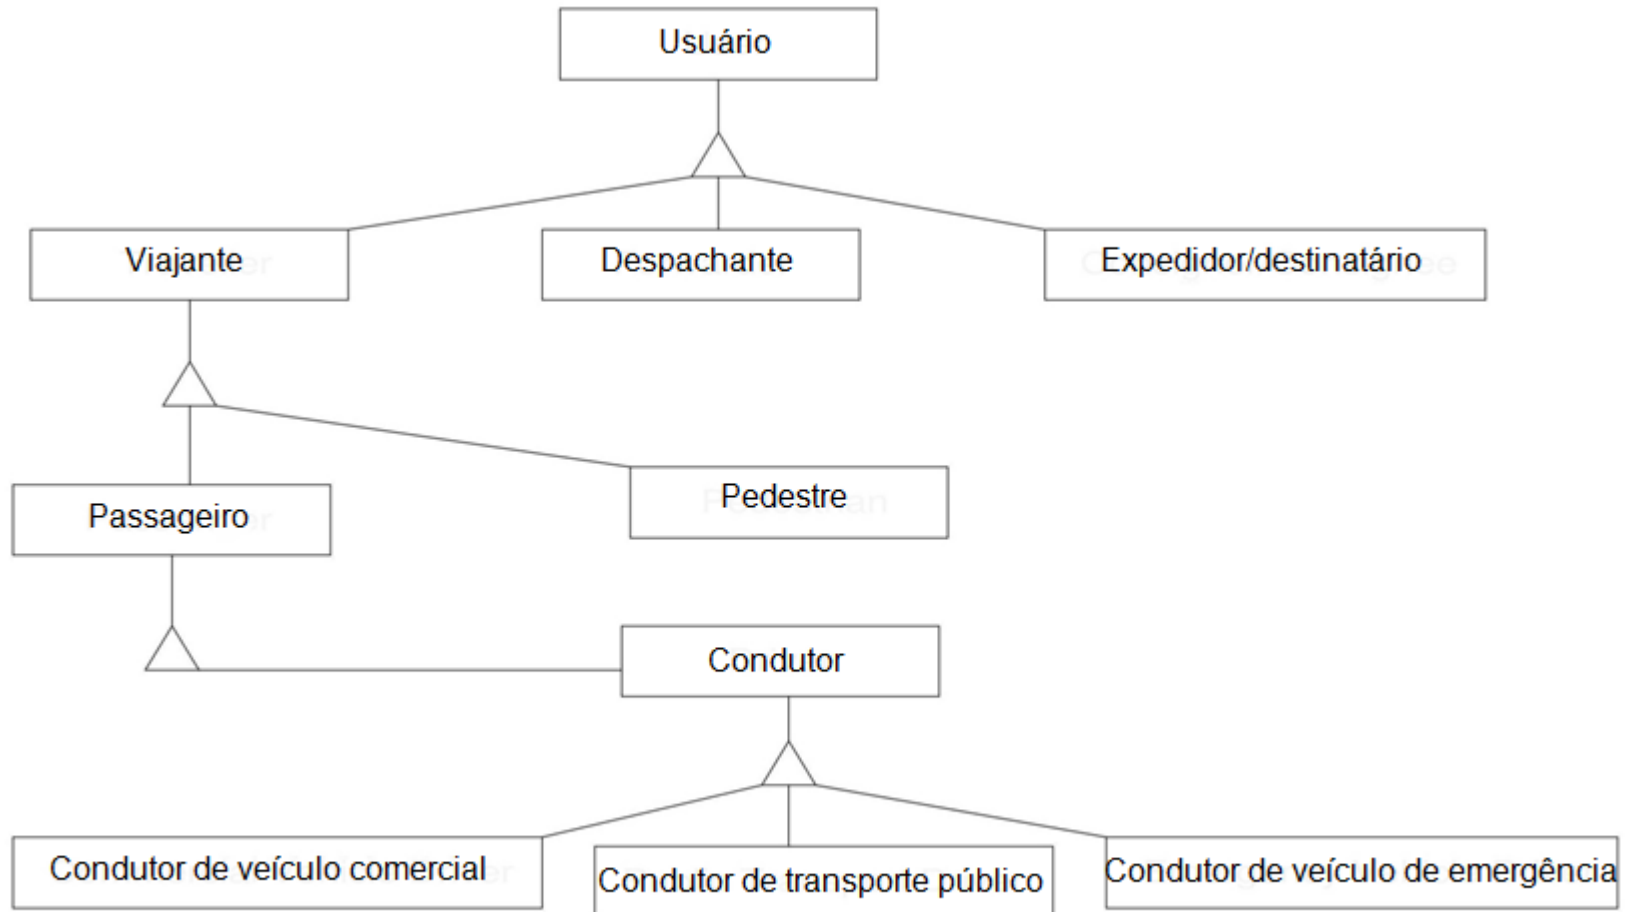 Usuário
Viajante
Despachante
Expedidor/destinatário
Pedestre
Passageiro
Condutor
Condutor de veículo comercial
Condutor de transporte público
Condutor de veículo de emergência